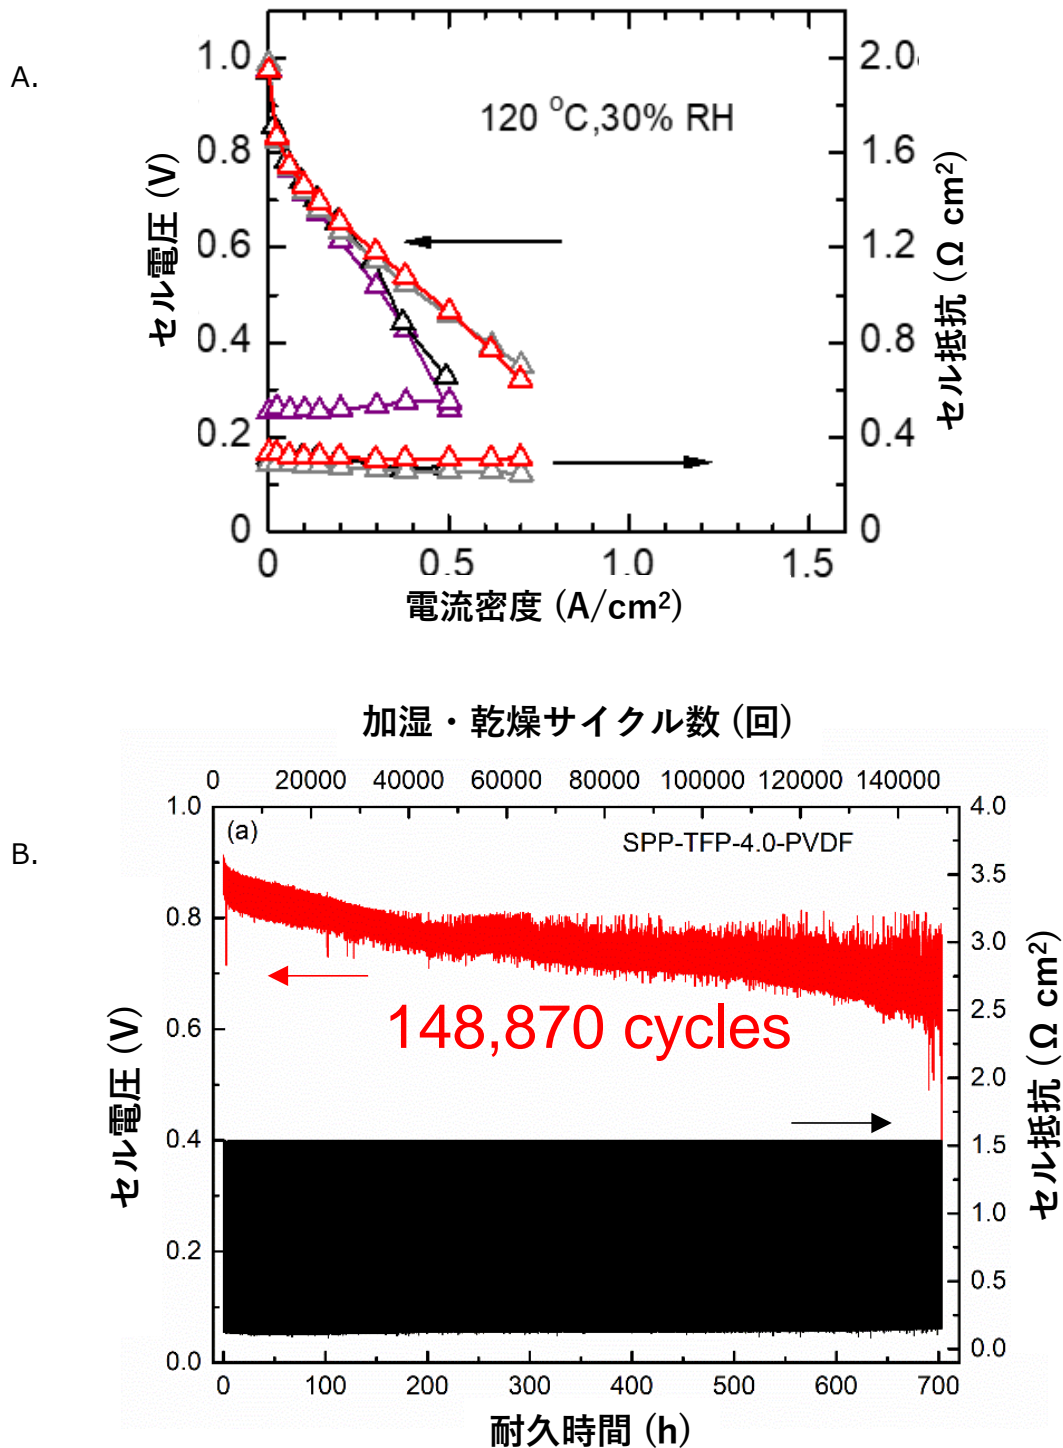 A.
1.0
0.8
0.6
0.4
0.2
0
2.0
1.6
1.2
0.8
0.4
0
120 °C,30% RH
セル電圧 (V)
セル抵抗 (Ω cm²)
0 0.5 1.0 1.5
電流密度 (A/cm²)
加湿・乾燥サイクル数 (回)
0 20000 40000 60000 80000 100000 120000 140000
B.
1.0
0.8
0.6
0.4
0.2
0.0
4.0
3.5
3.0
2.5
2.0
1.5
1.0
0.5
0.0
(a)
SPP-TFP-4.0-PVDF
148,870 cycles
セル電圧 (V)
セル抵抗 (Ω cm²)
0 100 200 300 400 500 600 700
耐久時間 (h)